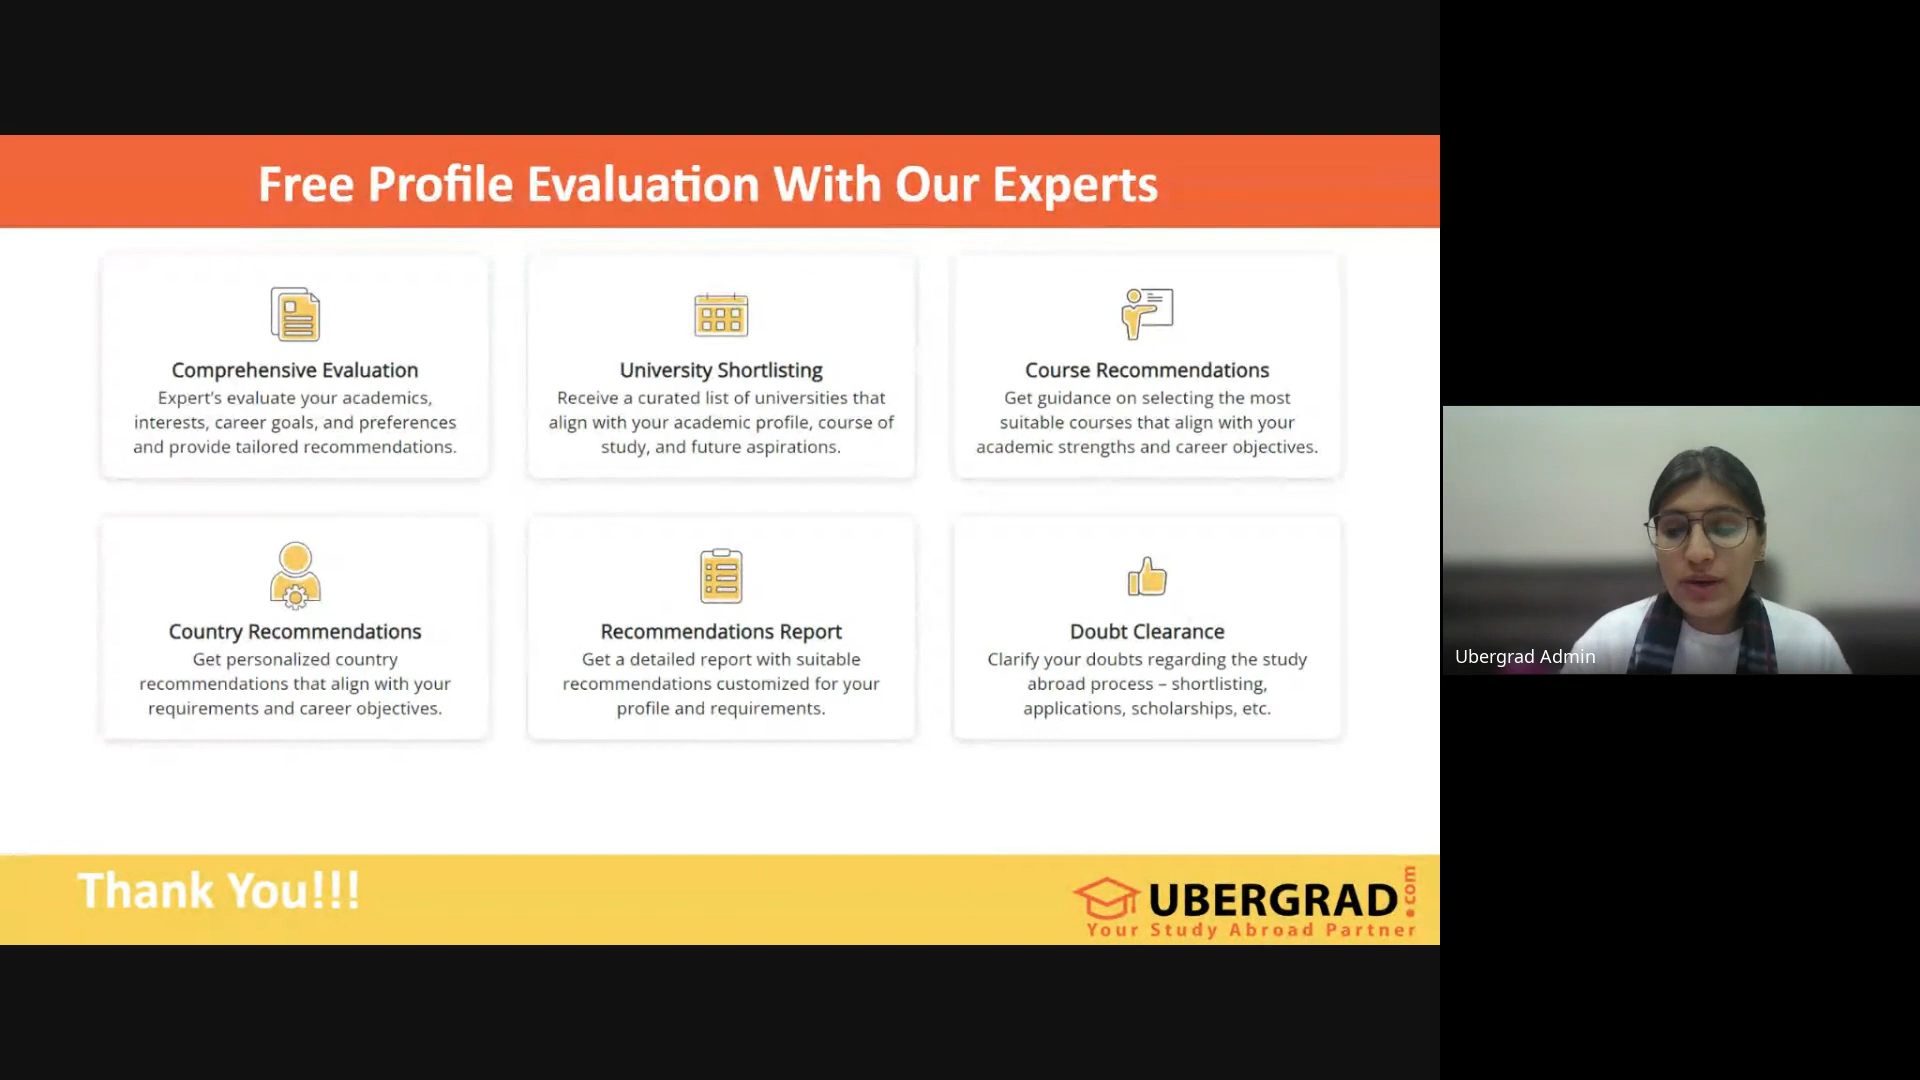 Free Profile Evaluation With Our Experts
Comprehensive Evaluation
Expert’s evaluate your academics,
interests, career goals, and preferences
and provide tailored recommendations.
University Shortlisting
Receive a curated list of universities that
align with your academic profile, course of
study, and future aspirations.
Course Recommendations
Get guidance on selecting the most
suitable courses that align with your
academic strengths and career objectives.
Country Recommendations
Get personalized country
recommendations that align with your
requirements and career objectives.
Recommendations Report
Get a detailed report with suitable
recommendations customized for your
profile and requirements.
Doubt Clearance
Clarify your doubts regarding the study
abroad process – shortlisting,
applications, scholarships, etc.
Thank You!!!
UBERGRAD.com
Your Study Abroad Partner
Ubergrad Admin